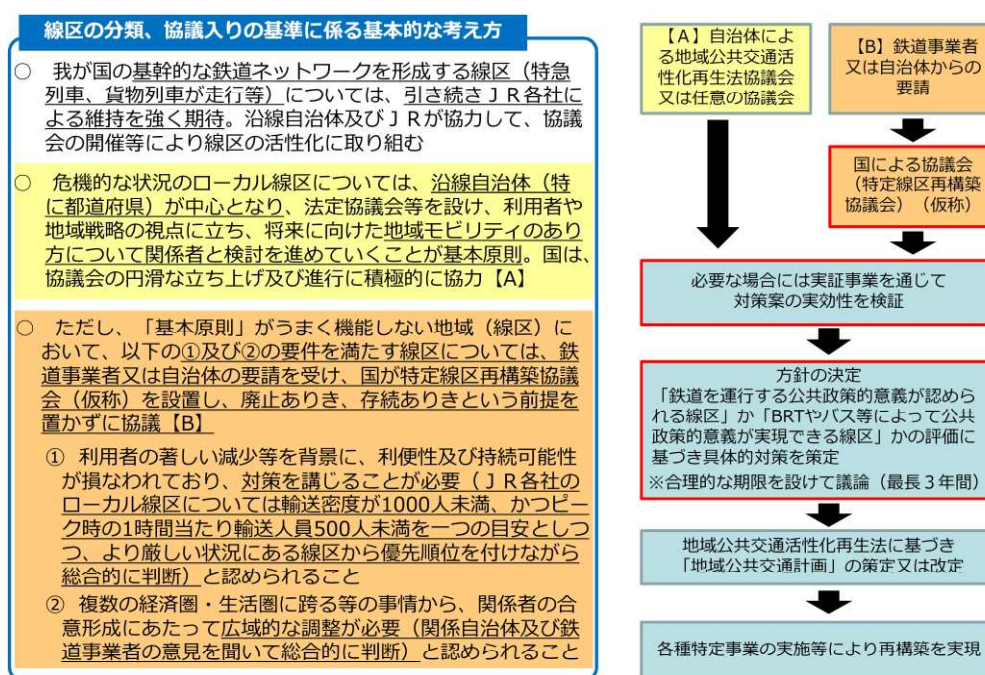 線区の分類、協議入りの基準に係る基本的な考え方
○ 我が国の基幹的な鉄道ネットワークを形成する線区（特急
列車、貨物列車が走行等）については、引き続きＪＲ各社に
よる維持を強く期待。沿線自治体及びＪＲが協力して、協議
会の開催等により線区の活性化に取り組む
○ 危機的な状況のローカル線区については、沿線自治体（特
に都道府県）が中心となり、法定協議会等を設け、利用者や
地域戦略の視点に立ち、将来に向けた地域モビリティのあり
方について関係者と検討を進めていくことが基本原則。国は、
協議会の円滑な立ち上げ及び進行に積極的に協力【A】
○ ただし、「基本原則」がうまく機能しない地域（線区）に
おいて、以下の①及び②の要件を満たす線区については、鉄
道事業者又は自治体の要請を受け、国が特定線区再構築協議
会（仮称）を設置し、廃止ありき、存続ありきという前提を
置かずに協議【B】
① 利用者の著しい減少等を背景に、利便性及び持続可能性
が損なわれており、対策を講じることが必要（ＪＲ各社の
ローカル線区については輸送密度が1000人未満、かつピー
ク時の1時間当たり輸送人員500人未満を一つの目安としつ
つ、より厳しい状況にある線区から優先順位を付けながら
総合的に判断）と認められること
② 複数の経済圏・生活圏に跨る等の事情から、関係者の合
意形成にあたって広域的な調整が必要（関係自治体及び鉄
道事業者の意見を聞いて総合的に判断）と認められること
【A】自治体によ
る地域公共交通活
性化再生法協議会
又は任意の協議会
【B】鉄道事業者
又は自治体からの
要請
国による協議会
（特定線区再構築
協議会）（仮称）
必要な場合には実証事業を通じて
対策案の実効性を検証
方針の決定
「鉄道を運行する公共政策的意義が認めら
れる線区」か「BRTやバス等によって公共
政策的意義が実現できる線区」かの評価に
基づき具体的対策を策定
※合理的な期限を設けて議論（最長３年間）
地域公共交通活性化再生法に基づき
「地域公共交通計画」の策定又は改定
各種特定事業の実施等により再構築を実現